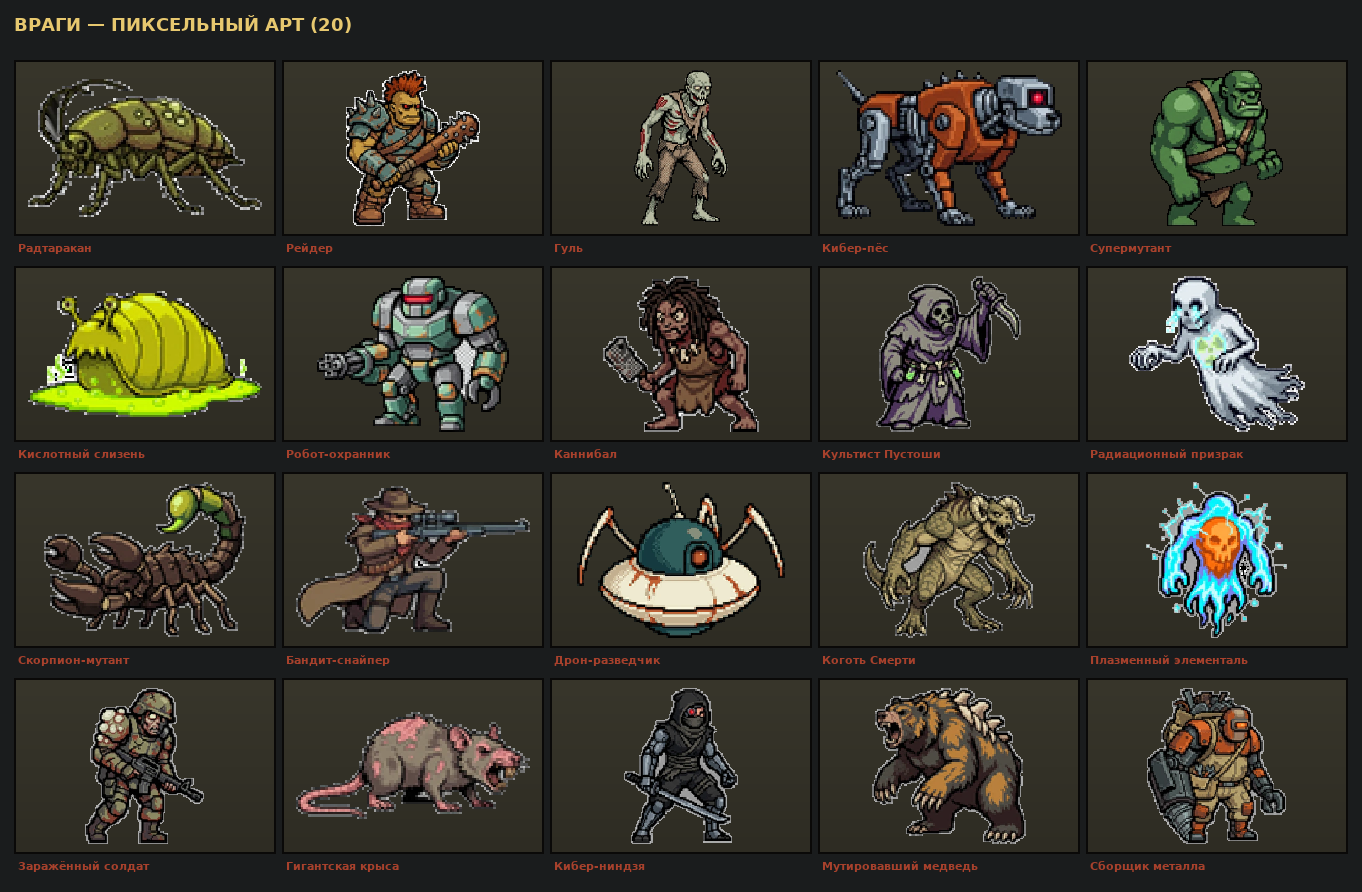 ВРАГИ — ПИКСЕЛЬНЫЙ АРТ (20)
Радтаракан
Рейдер
Гуль
Кибер-пёс
Супермутант
Кислотный слизень
Робот-охранник
Каннибал
Культист Пустоши
Радиационный призрак
Скорпион-мутант
Бандит-снайпер
Дрон-разведчик
Коготь Смерти
Плазменный элементаль
Заражённый солдат
Гигантская крыса
Кибер-ниндзя
Мутировавший медведь
Сборщик металла